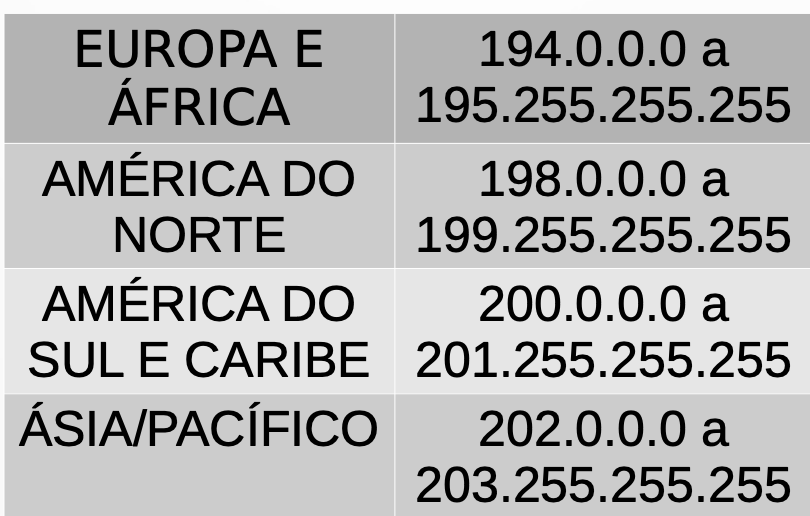 EUROPA E
ÁFRICA
194.0.0.0 a
195.255.255.255
AMÉRICA DO
NORTE
198.0.0.0 a
199.255.255.255
AMÉRICA DO
SUL E CARIBE
200.0.0.0 a
201.255.255.255
ÁSIA/PACÍFICO
202.0.0.0 a
203.255.255.255